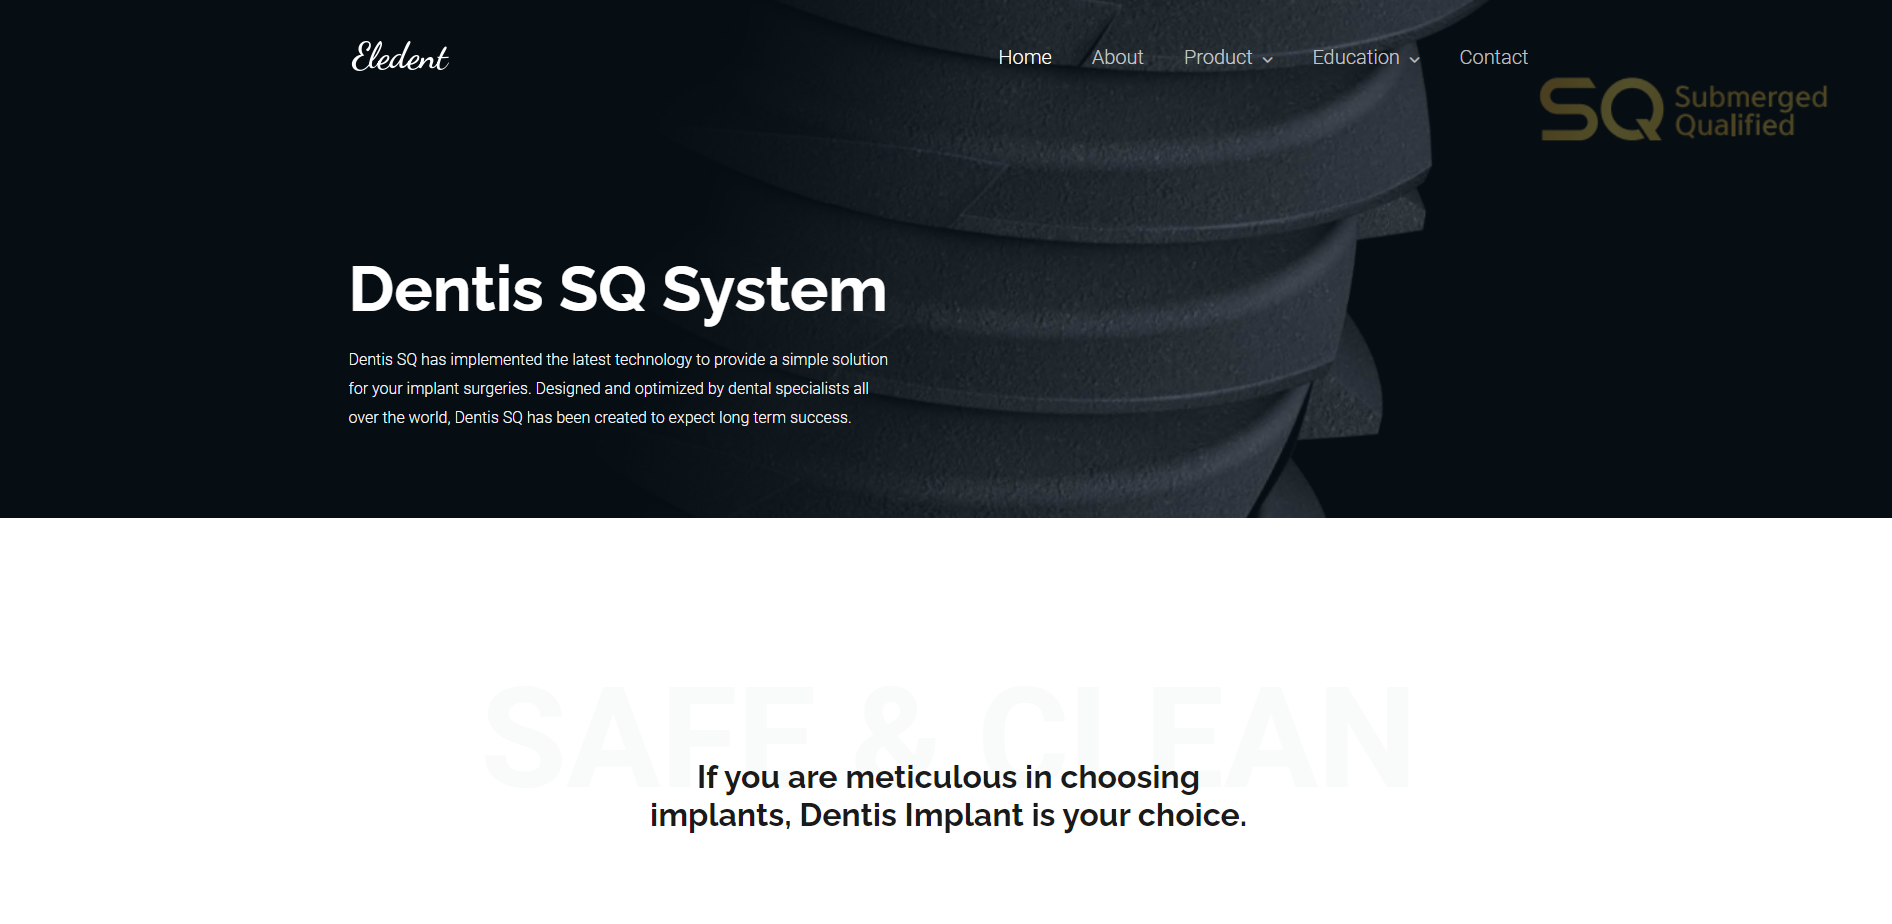 Eledent
Home About Product Education Contact
SQ Submerged
Qualified
Dentis SQ System
Dentis SQ has implemented the latest technology to provide a simple solution
for your implant surgeries. Designed and optimized by dental specialists all
over the world, Dentis SQ has been created to expect long term success.
SAFE & CLEAN
If you are meticulous in choosing
implants, Dentis Implant is your choice.